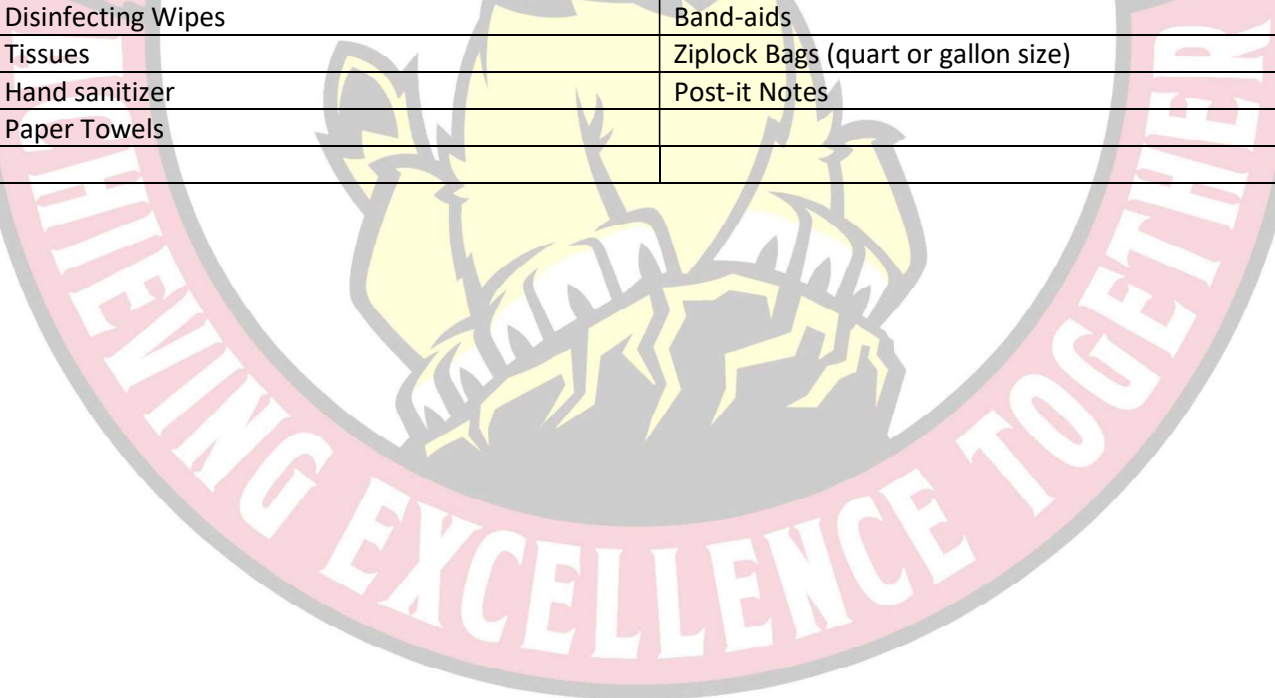 Disinfecting Wipes Band-aids
Tissues Ziplock Bags (quart or gallon size)
Hand sanitizer Post-it Notes
Paper Towels
HIEVING EXCELLENCE TOGETHER